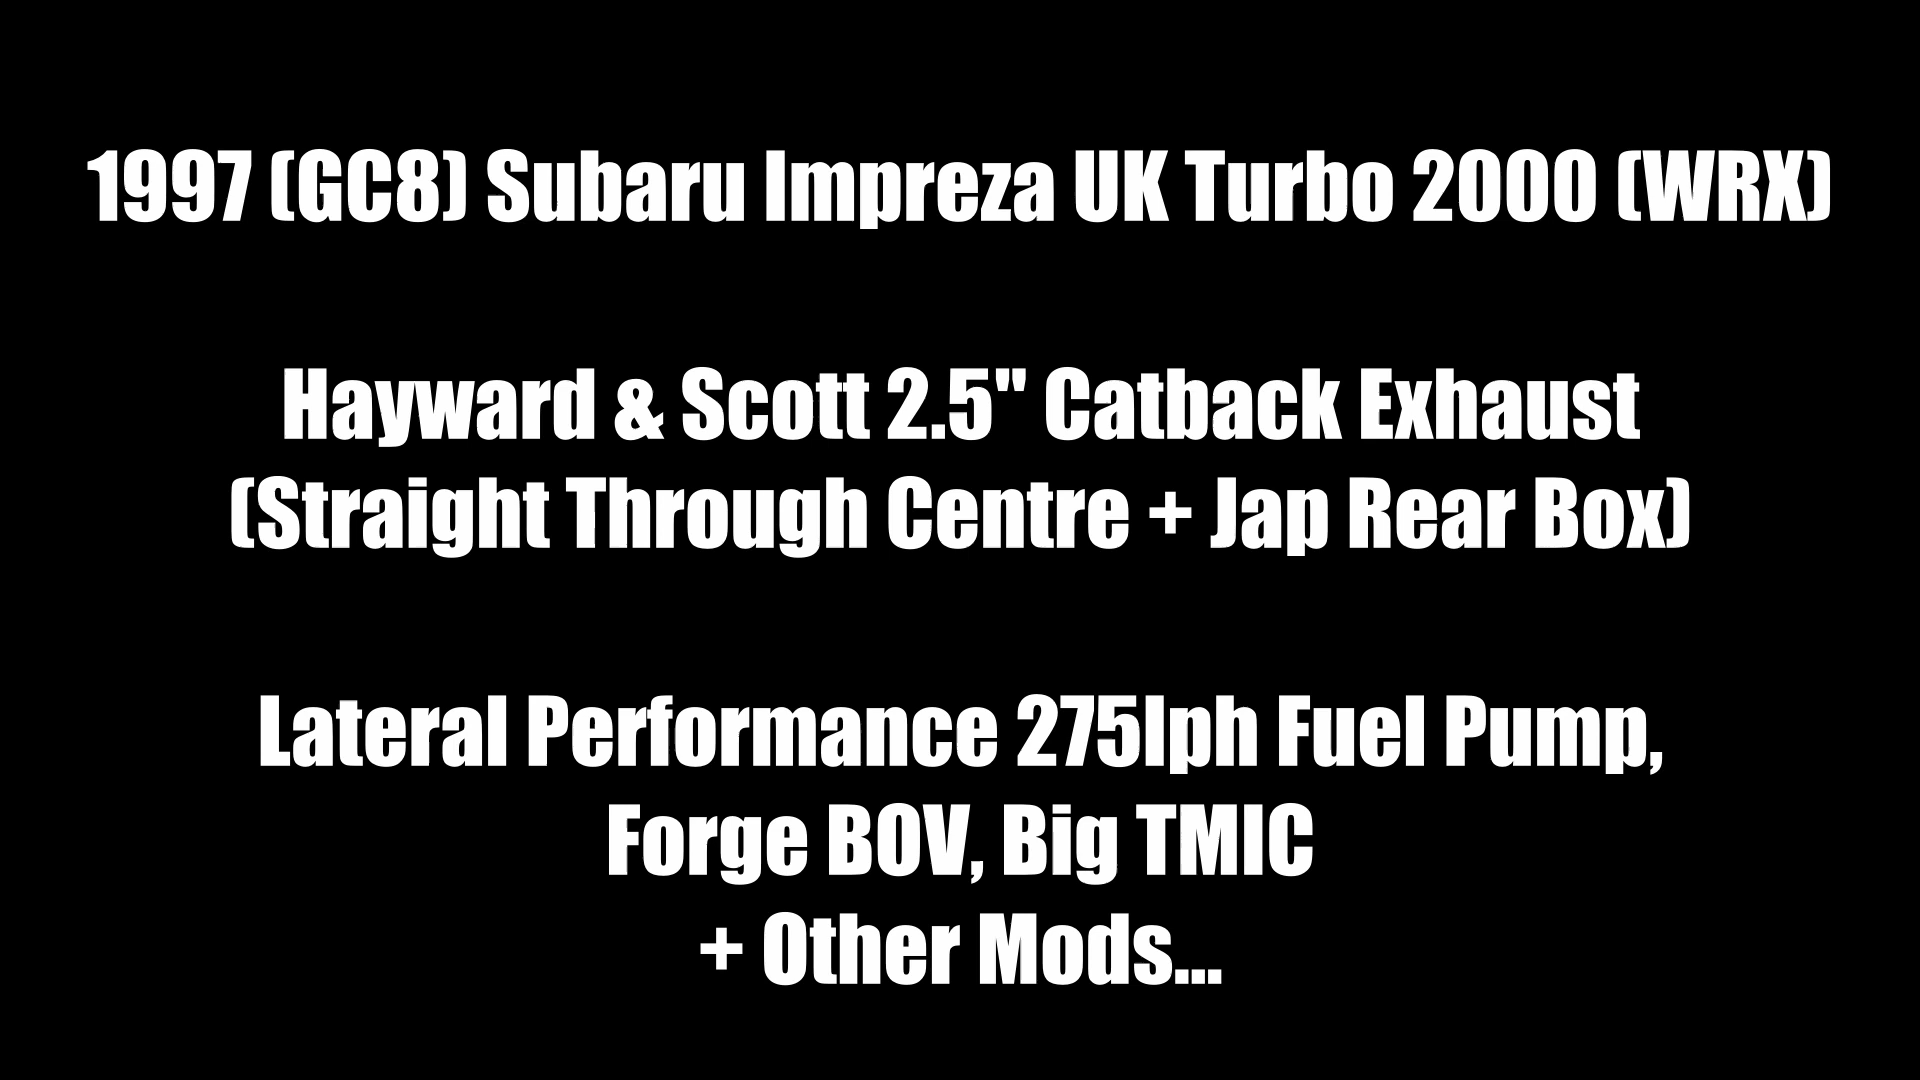 1997 (GC8) Subaru Impreza UK Turbo 2000 (WRX)
Hayward & Scott 2.5" Catback Exhaust
(Straight Through Centre + Jap Rear Box)
Lateral Performance 275lph Fuel Pump,
Forge BOV, Big TMIC
+ Other Mods...